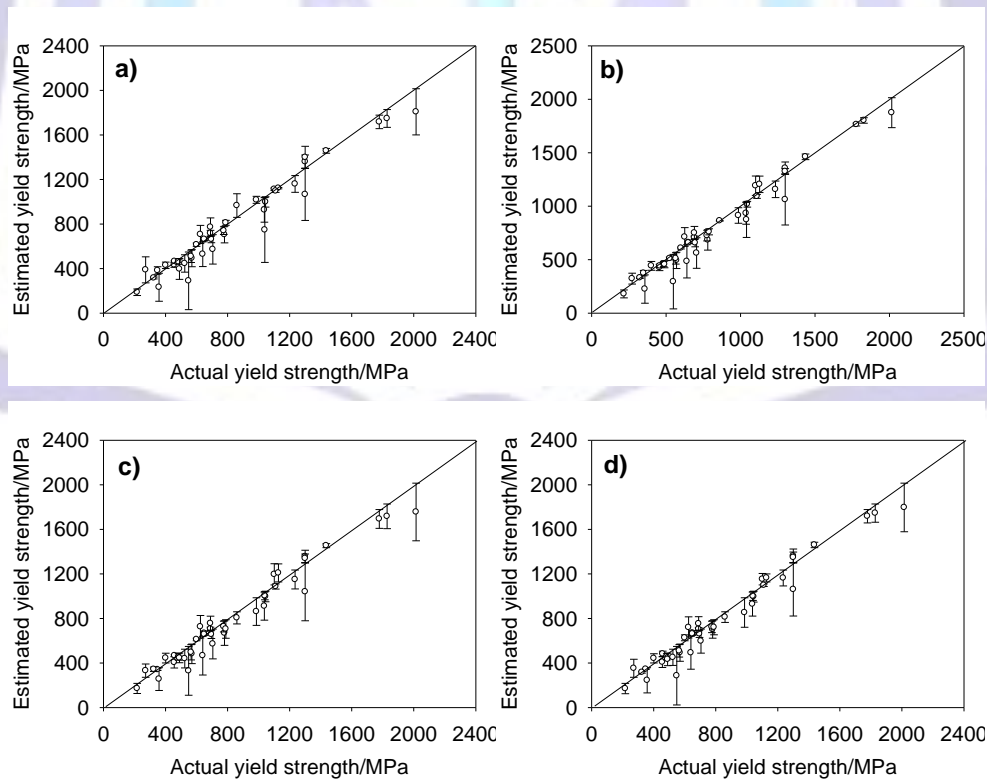 a)
Estimated yield strength/MPa
2400
2000
1600
1200
800
400
0
0 400 800 1200 1600 2000 2400
Actual yield strength/MPa
b)
Estimated yield strength/MPa
2500
2000
1500
1000
500
0
0 500 1000 1500 2000 2500
Actual yield strength/MPa
c)
Estimated yield strength/MPa
2400
2000
1600
1200
800
400
0
0 400 800 1200 1600 2000 2400
Actual yield strength/MPa
d)
Estimated yield strength/MPa
2400
2000
1600
1200
800
400
0
0 400 800 1200 1600 2000 2400
Actual yield strength/MPa